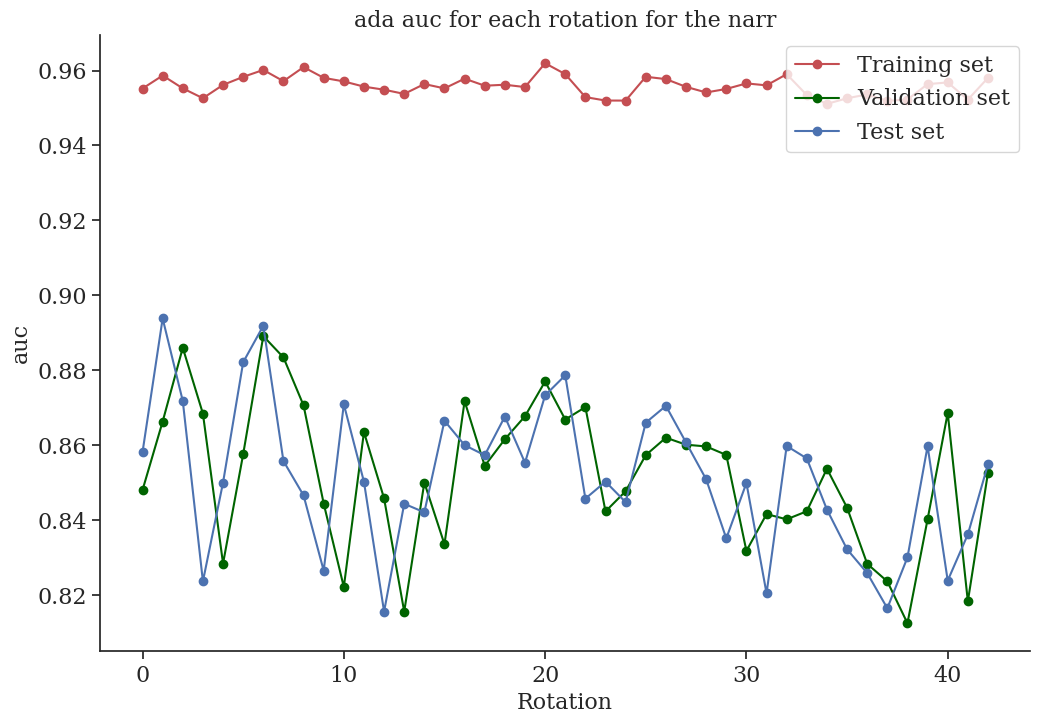 ada auc for each rotation for the narr
Training set
Validation set
Test set
auc
0.96
0.94
0.92
0.90
0.88
0.86
0.84
0.82
0
10
20
30
40
Rotation